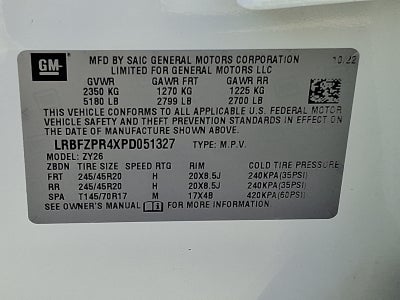 GM
MFD BY SAIC GENERAL MOTORS CORPORATION 10/22
LIMITED FOR GENERAL MOTORS LLC
GVWR GAWR FRT GAWR RR
2350 KG 1270 KG 1225 KG
5180 LB 2799 LB 2700 LB
THIS VEHICLE CONFORMS TO ALL APPLICABLE U.S. FEDERAL MOTOR
VEHICLE SAFETY AND THEFT PREVENTION STANDARDS IN EFFECT ON
THE DATE OF MANUFACTURE SHOWN ABOVE.
LRBFZPR4XPD051327 TYPE: M.P.V.
MODEL: ZY26
ZBDN TIRE SIZE SPEED RTG RIM COLD TIRE PRESSURE
FRT 245/45R20 H 20X8.5J 240KPA(35PSI)
RR 245/45R20 H 20X8.5J 240KPA(35PSI)
SPA T145/70R17 M 17X4B 420KPA(60PSI)
SEE OWNER'S MANUAL FOR MORE INFORMATION.